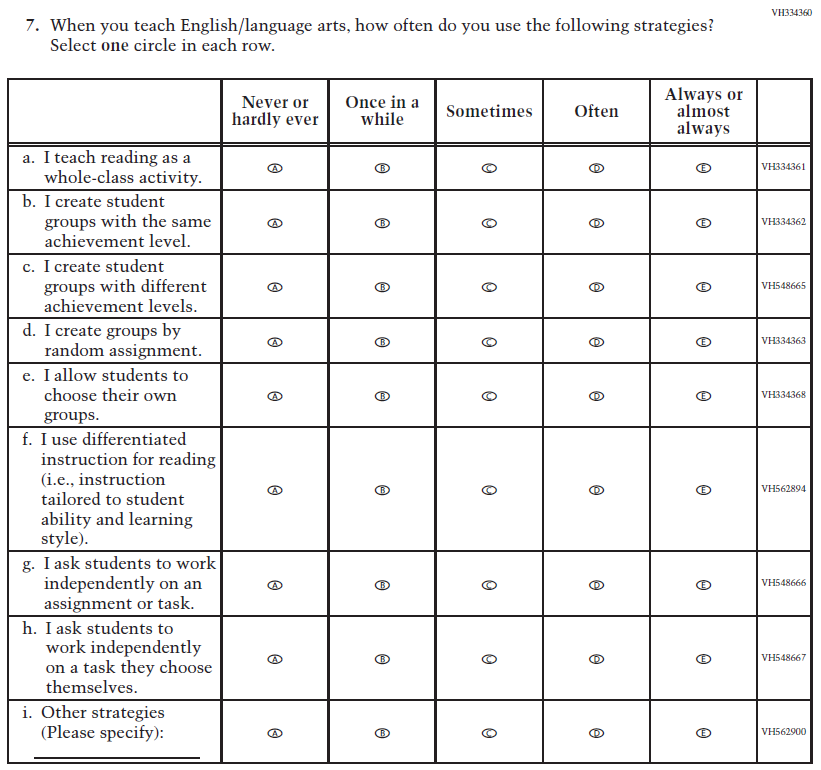 VH334360
7. When you teach English/language arts, how often do you use the following strategies?
Select one circle in each row.
Never or
hardly ever
Once in a
while
Sometimes
Often
Always or
almost
always
a. I teach reading as a
whole-class activity.
A B C D E VH334361
b. I create student
groups with the same
achievement level.
A B C D E VH334362
c. I create student
groups with different
achievement levels.
A B C D E VH548665
d. I create groups by
random assignment.
A B C D E VH334363
e. I allow students to
choose their own
groups.
A B C D E VH334368
f. I use differentiated
instruction for reading
(i.e., instruction
tailored to student
ability and learning
style).
A B C D E VH562894
g. I ask students to work
independently on an
assignment or task.
A B C D E VH548666
h. I ask students to
work independently
on a task they choose
themselves.
A B C D E VH548667
i. Other strategies
(Please specify):
A B C D E VH562900